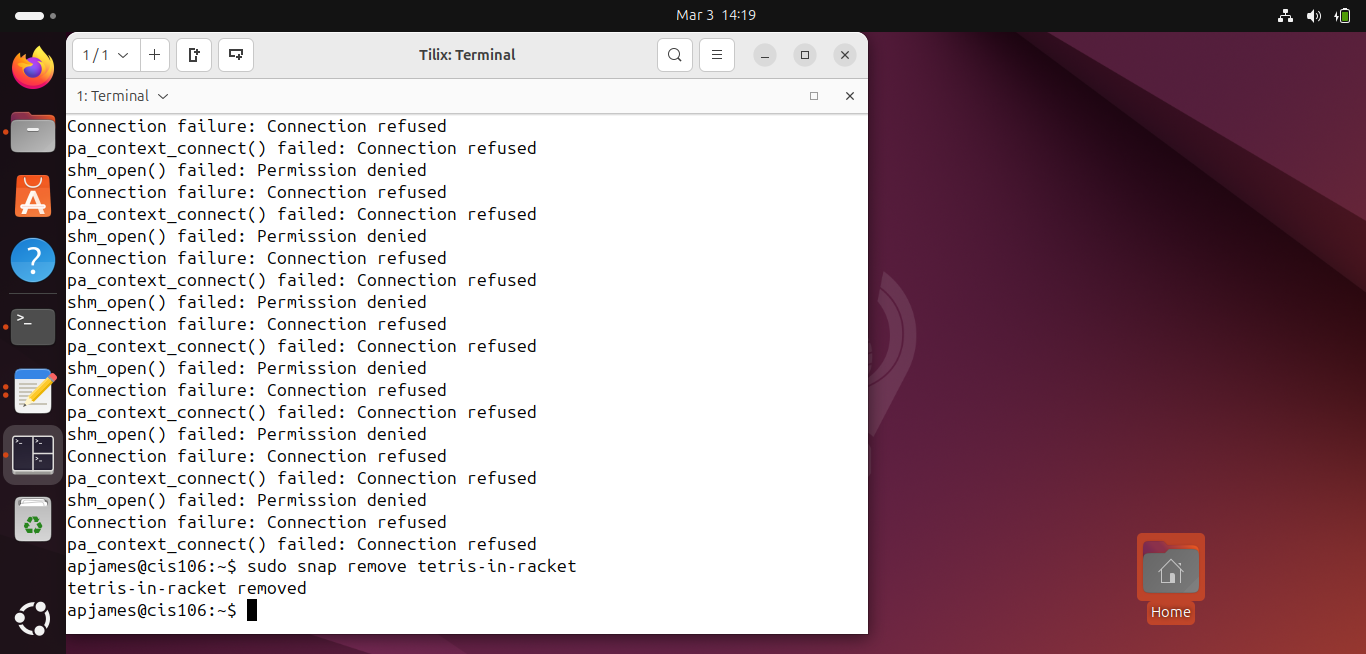 Mar 3 14:19
1 / 1
Tilix: Terminal
1: Terminal
Connection failure: Connection refused
pa_context_connect() failed: Connection refused
shm_open() failed: Permission denied
Connection failure: Connection refused
pa_context_connect() failed: Connection refused
shm_open() failed: Permission denied
Connection failure: Connection refused
pa_context_connect() failed: Connection refused
shm_open() failed: Permission denied
Connection failure: Connection refused
pa_context_connect() failed: Connection refused
shm_open() failed: Permission denied
Connection failure: Connection refused
pa_context_connect() failed: Connection refused
shm_open() failed: Permission denied
Connection failure: Connection refused
pa_context_connect() failed: Connection refused
shm_open() failed: Permission denied
Connection failure: Connection refused
pa_context_connect() failed: Connection refused
apjames@cis106:~$ sudo snap remove tetris-in-racket
tetris-in-racket removed
apjames@cis106:~$
Home